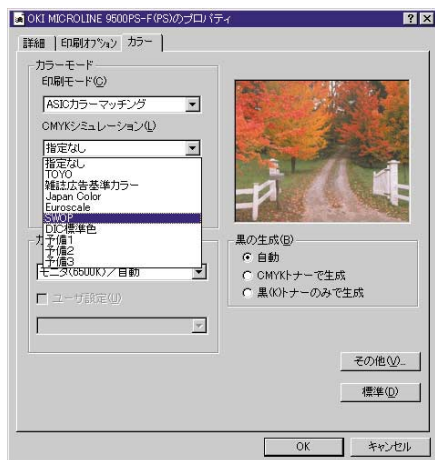 OKI MICROLINE 9500PS-F(PS)のプロパティ
詳細 印刷オプション カラー
カラーモード
印刷モード(C)
ASICカラーマッチング
CMYKシミュレーション(L)
指定なし
指定なし
TOYO
雑誌広告基準カラー
Japan Color
Euroscale
SWOP
DIC標準色
予備1
予備2
予備3
モニタ(6500K)/自動
ユーザ設定(U)
黒の生成(B)
自動
CMYKトナーで生成
黒(K)トナーのみで生成
その他(V)...
標準(D)
OK キャンセル